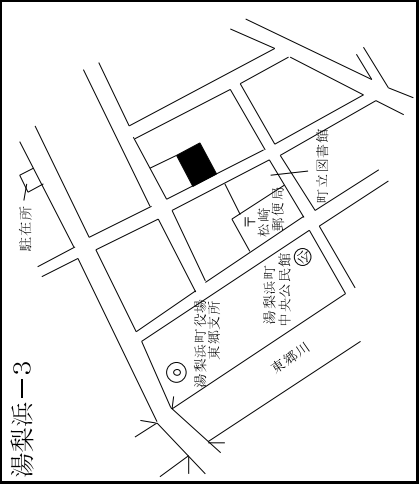 湯梨浜－3
駐在所
湯梨浜町役場
東郷支所
〒
松崎
郵便局
湯梨浜町
中央公民館
公
東郷川
町立図書館